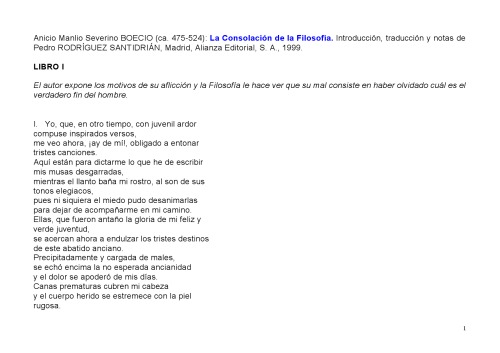 Anicio Manlio Severino BOECIO (ca. 475-524): La Consolación de la Filosofía. Introducción, traducción y notas de
Pedro RODRÍGUEZ SANTIDRIÁN, Madrid, Alianza Editorial, S. A., 1999.
LIBRO I
El autor expone los motivos de su aflicción y la Filosofía le hace ver que su mal consiste en haber olvidado cuál es el
verdadero fin del hombre.
I. Yo, que, en otro tiempo, con juvenil ardor
compuse inspirados versos,
me veo ahora, ¡ay de mí!, obligado a entonar
tristes canciones.
Aquí están para dictarme lo que he de escribir
mis musas desgarradas,
mientras el llanto baña mi rostro, al son de sus
tonos elegiacos,
pues ni siquiera el miedo pudo desanimarlas
para dejar de acompañarme en mi camino.
Ellas, que fueron antaño la gloria de mi feliz y
verde juventud,
se acercan ahora a endulzar los tristes destinos
de este abatido anciano.
Precipitadamente y cargada de males,
se echó encima la no esperada ancianidad
y el dolor se apoderó de mis días.
Canas prematuras cubren mi cabeza
y el cuerpo herido se estremece con la piel
rugosa.
1